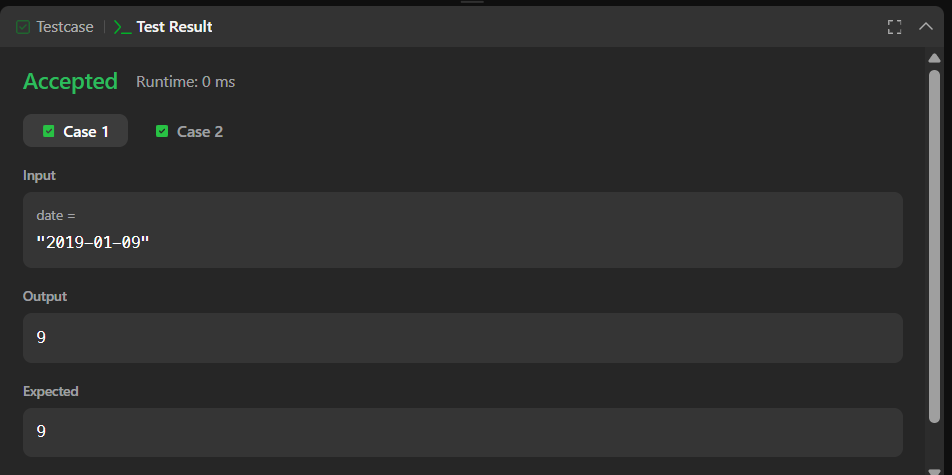 Testcase | Test Result
Accepted Runtime: 0 ms
Case 1 Case 2
Input
date =
"2019-01-09"
Output
9
Expected
9